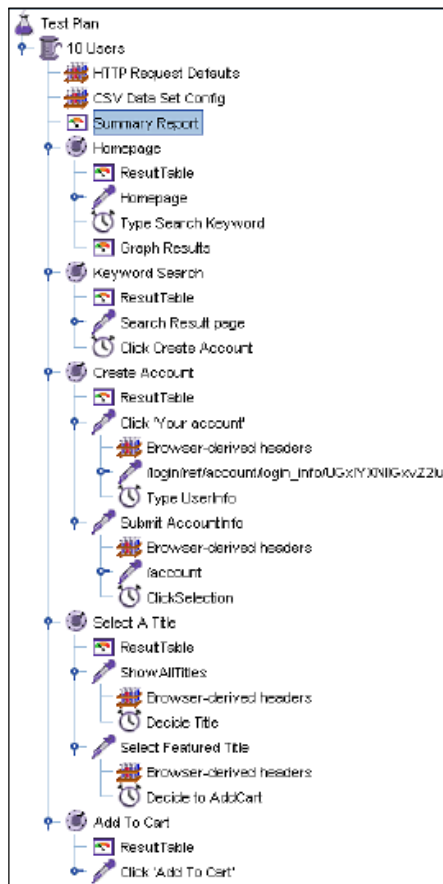 Test Plan
10 Users
HTTP Request Defaults
CSV Data Set Config
Summary Report
Homepage
ResultTable
Homepage
Type Search Keyword
Graph Results
Keyword Search
ResultTable
Search Result page
Click Create Account
Create Account
ResultTable
Click 'Your account'
Browser-derived headers
Type UserInfo
Submit AccountInfo
Browser-derived headers
/account
ClickSelection
Select A Title
ResultTable
ShowAllTitles
Browser-derived headers
Decide Title
Select Featured Title
Browser-derived headers
Decide to AddCart
Add To Cart
ResultTable
Click 'Add To Cart'